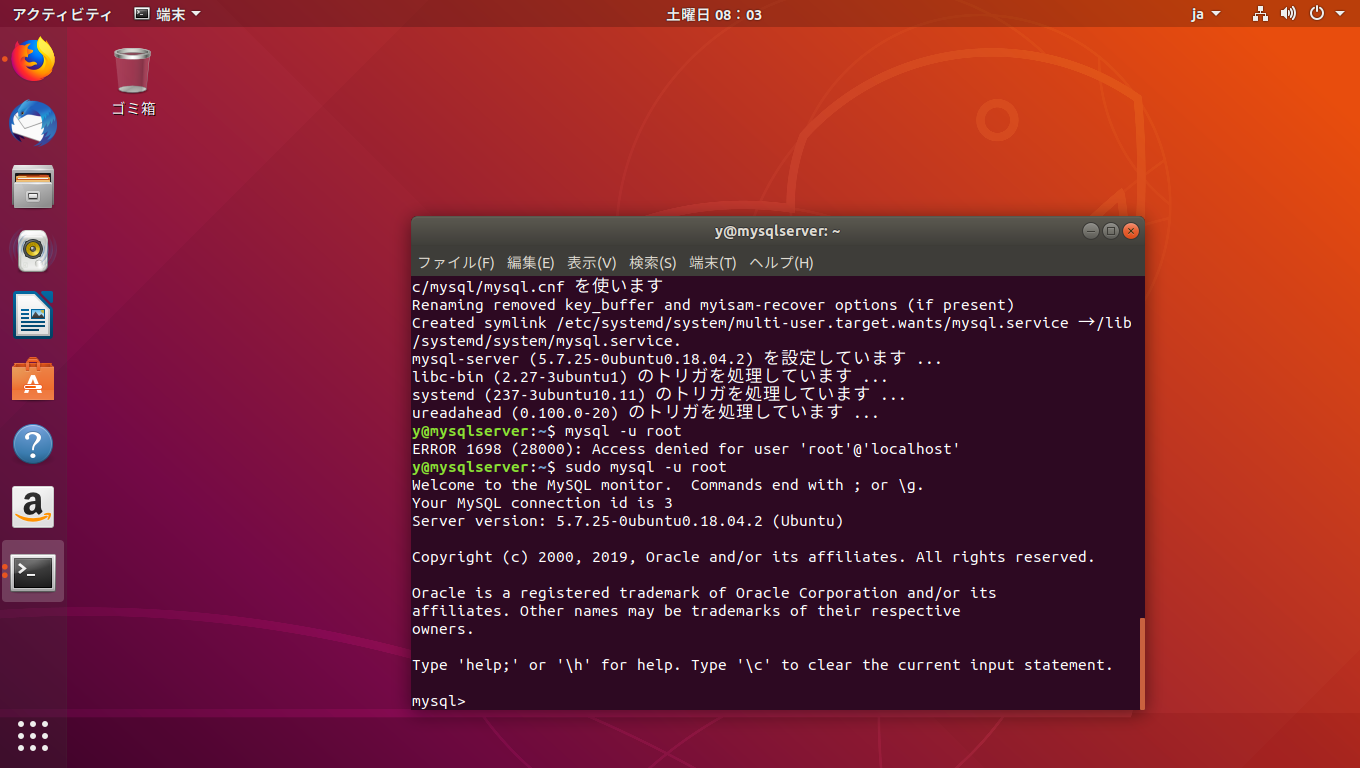 アクティビティ 端末 土曜日 08：03 ja
ゴミ箱
y@mysqlserver: ~
ファイル(F) 編集(E) 表示(V) 検索(S) 端末(T) ヘルプ(H)
c/mysql/mysql.cnf を使います
Renaming removed key_buffer and myisam-recover options (if present)
Created symlink /etc/systemd/system/multi-user.target.wants/mysql.service →/lib
/systemd/system/mysql.service.
mysql-server (5.7.25-0ubuntu0.18.04.2) を設定しています ...
libc-bin (2.27-3ubuntu1) のトリガを処理しています ...
systemd (237-3ubuntu10.11) のトリガを処理しています ...
ureadahead (0.100.0-20) のトリガを処理しています ...
y@mysqlserver:~$ mysql -u root
ERROR 1698 (28000): Access denied for user 'root'@'localhost'
y@mysqlserver:~$ sudo mysql -u root
Welcome to the MySQL monitor.  Commands end with ; or \g.
Your MySQL connection id is 3
Server version: 5.7.25-0ubuntu0.18.04.2 (Ubuntu)
Copyright (c) 2000, 2019, Oracle and/or its affiliates. All rights reserved.
Oracle is a registered trademark of Oracle Corporation and/or its
affiliates. Other names may be trademarks of their respective
owners.
Type 'help;' or '\h' for help. Type '\c' to clear the current input statement.
mysql>